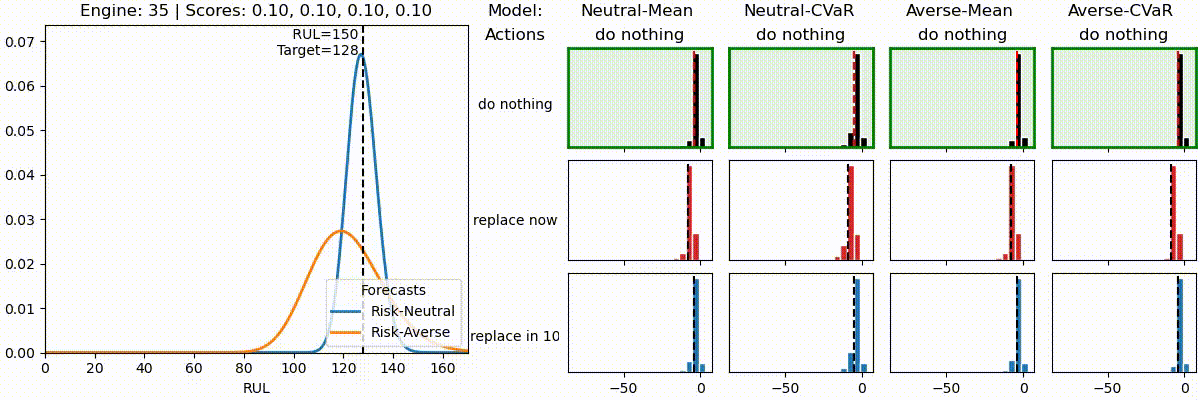 Engine: 35 | Scores: 0.10, 0.10, 0.10, 0.10
RUL=150
Target=128
0.07
0.06
0.05
0.04
0.03
0.02
0.01
0.00
Forecasts
Risk-Neutral
Risk-Averse
0 20 40 60 80 100 120 140 160
RUL
Model: Neutral-Mean Neutral-CVaR Averse-Mean Averse-CVaR
Actions do nothing do nothing do nothing do nothing
do nothing
replace now
replace in 10
−50 0 −50 0 −50 0 −50 0